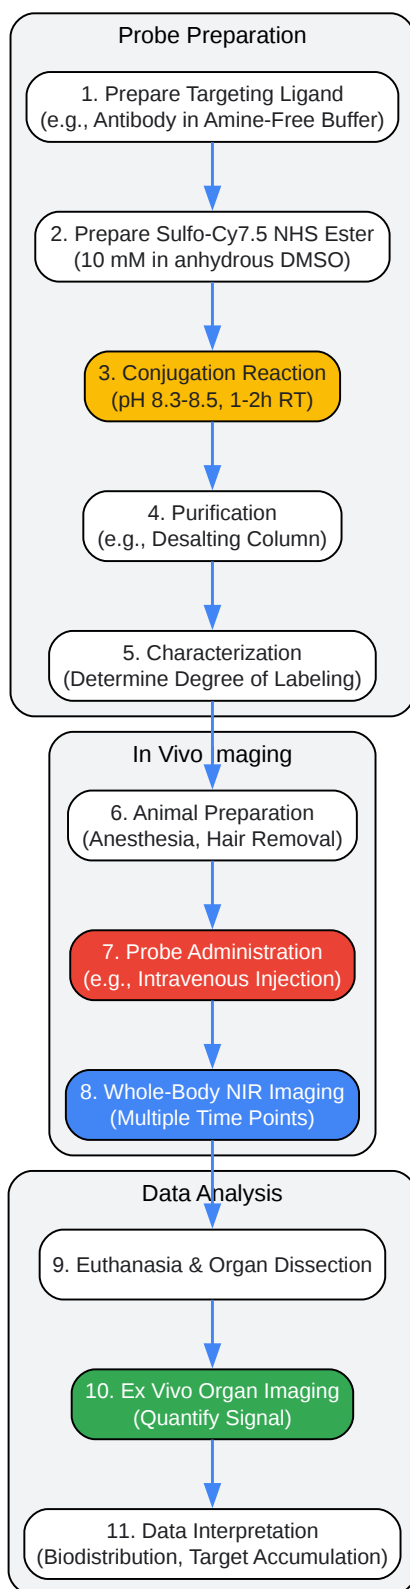 Probe Preparation
1. Prepare Targeting Ligand
(e.g., Antibody in Amine-Free Buffer)
2. Prepare Sulfo-Cy7.5 NHS Ester
(10 mM in anhydrous DMSO)
3. Conjugation Reaction
(pH 8.3-8.5, 1-2h RT)
4. Purification
(e.g., Desalting Column)
5. Characterization
(Determine Degree of Labeling)
In Vivo Imaging
6. Animal Preparation
(Anesthesia, Hair Removal)
7. Probe Administration
(e.g., Intravenous Injection)
8. Whole-Body NIR Imaging
(Multiple Time Points)
Data Analysis
9. Euthanasia & Organ Dissection
10. Ex Vivo Organ Imaging
(Quantify Signal)
11. Data Interpretation
(Biodistribution, Target Accumulation)